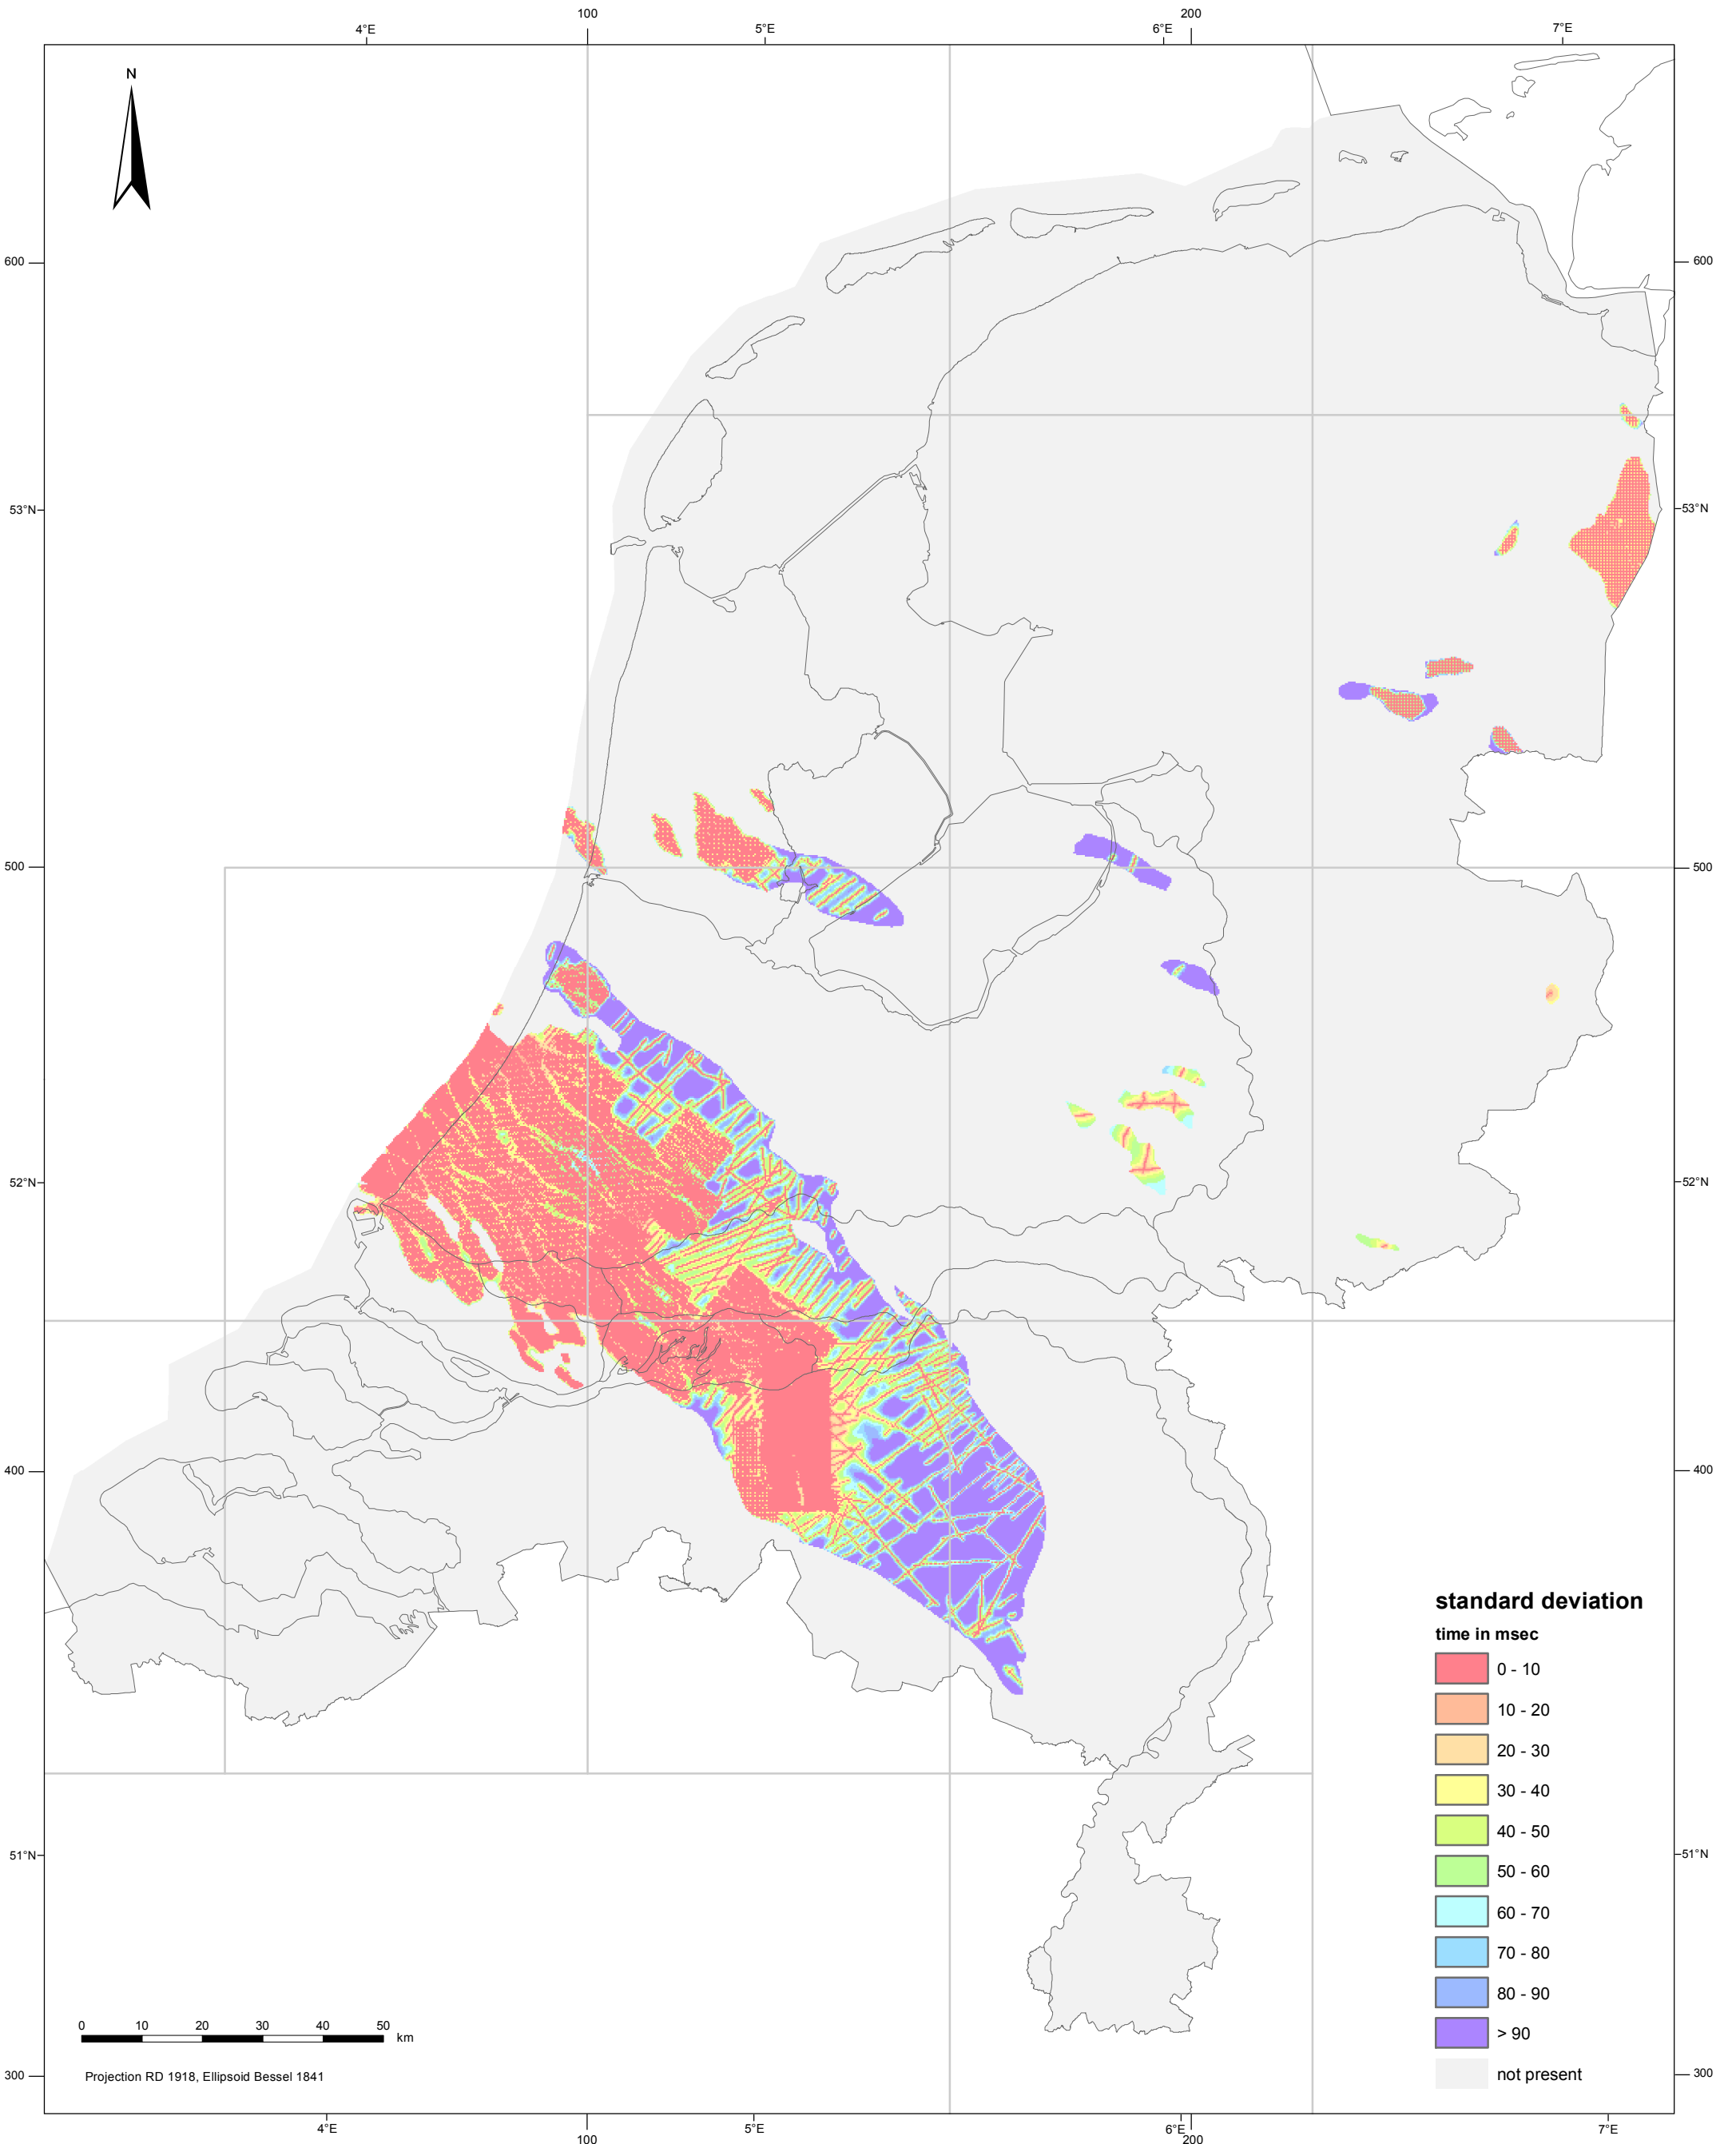 100 200
4°E 5°E 6°E 7°E
N
600 600
53°N 53°N
500 500
52°N 52°N
400 400
standard deviation
time in msec
0 - 10
10 - 20
20 - 30
30 - 40
40 - 50
51°N 51°N
50 - 60
60 - 70
70 - 80
80 - 90
> 90
0 10 20 30 40 50 km
not present
Projection RD 1918, Ellipsoid Bessel 1841
300 300
4°E 5°E 6°E 7°E
100 200